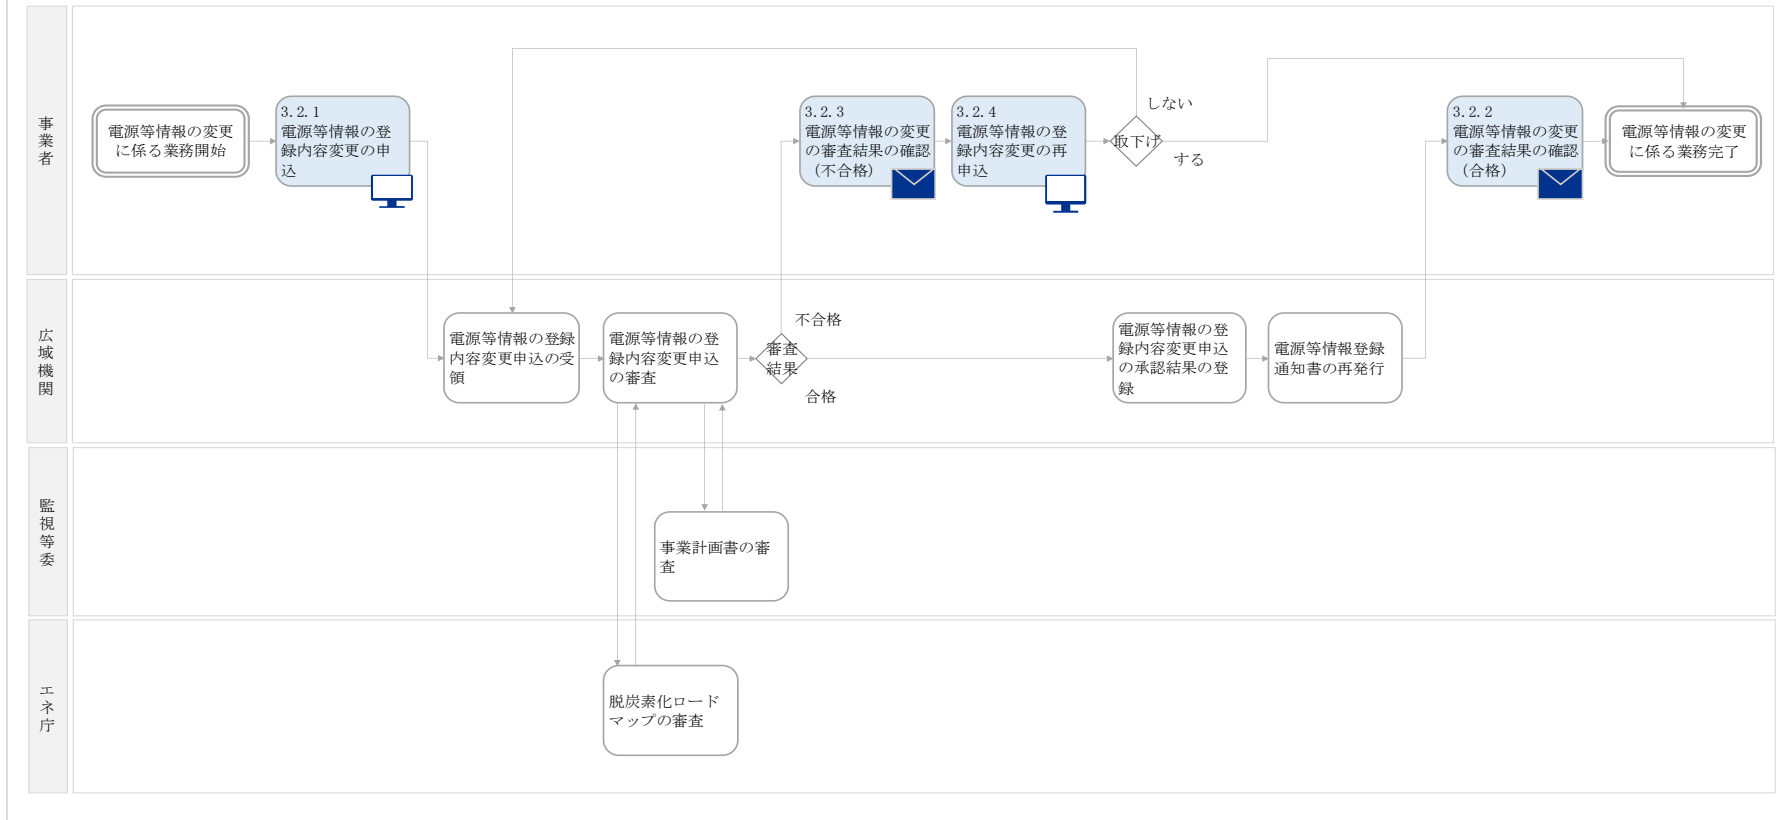 事業者
電源等情報の変更
に係る業務開始
3.2.1
電源等情報の登
録内容変更の申
込
3.2.3
電源等情報の変更
の審査結果の確認
（不合格）
3.2.4
電源等情報の登
録内容変更の再
申込
取下げ
しない
する
3.2.2
電源等情報の変更
の審査結果の確認
（合格）
電源等情報の変更
に係る業務完了
広域機関
電源等情報の登録
内容変更申込の受
領
電源等情報の登
録内容変更申込
の審査
審査
結果
不合格
合格
電源等情報の登
録内容変更申込
の承認結果の登
録
電源等情報登録
通知書の再発行
監視等委
事業計画書の審
査
エネ庁
脱炭素化ロード
マップの審査